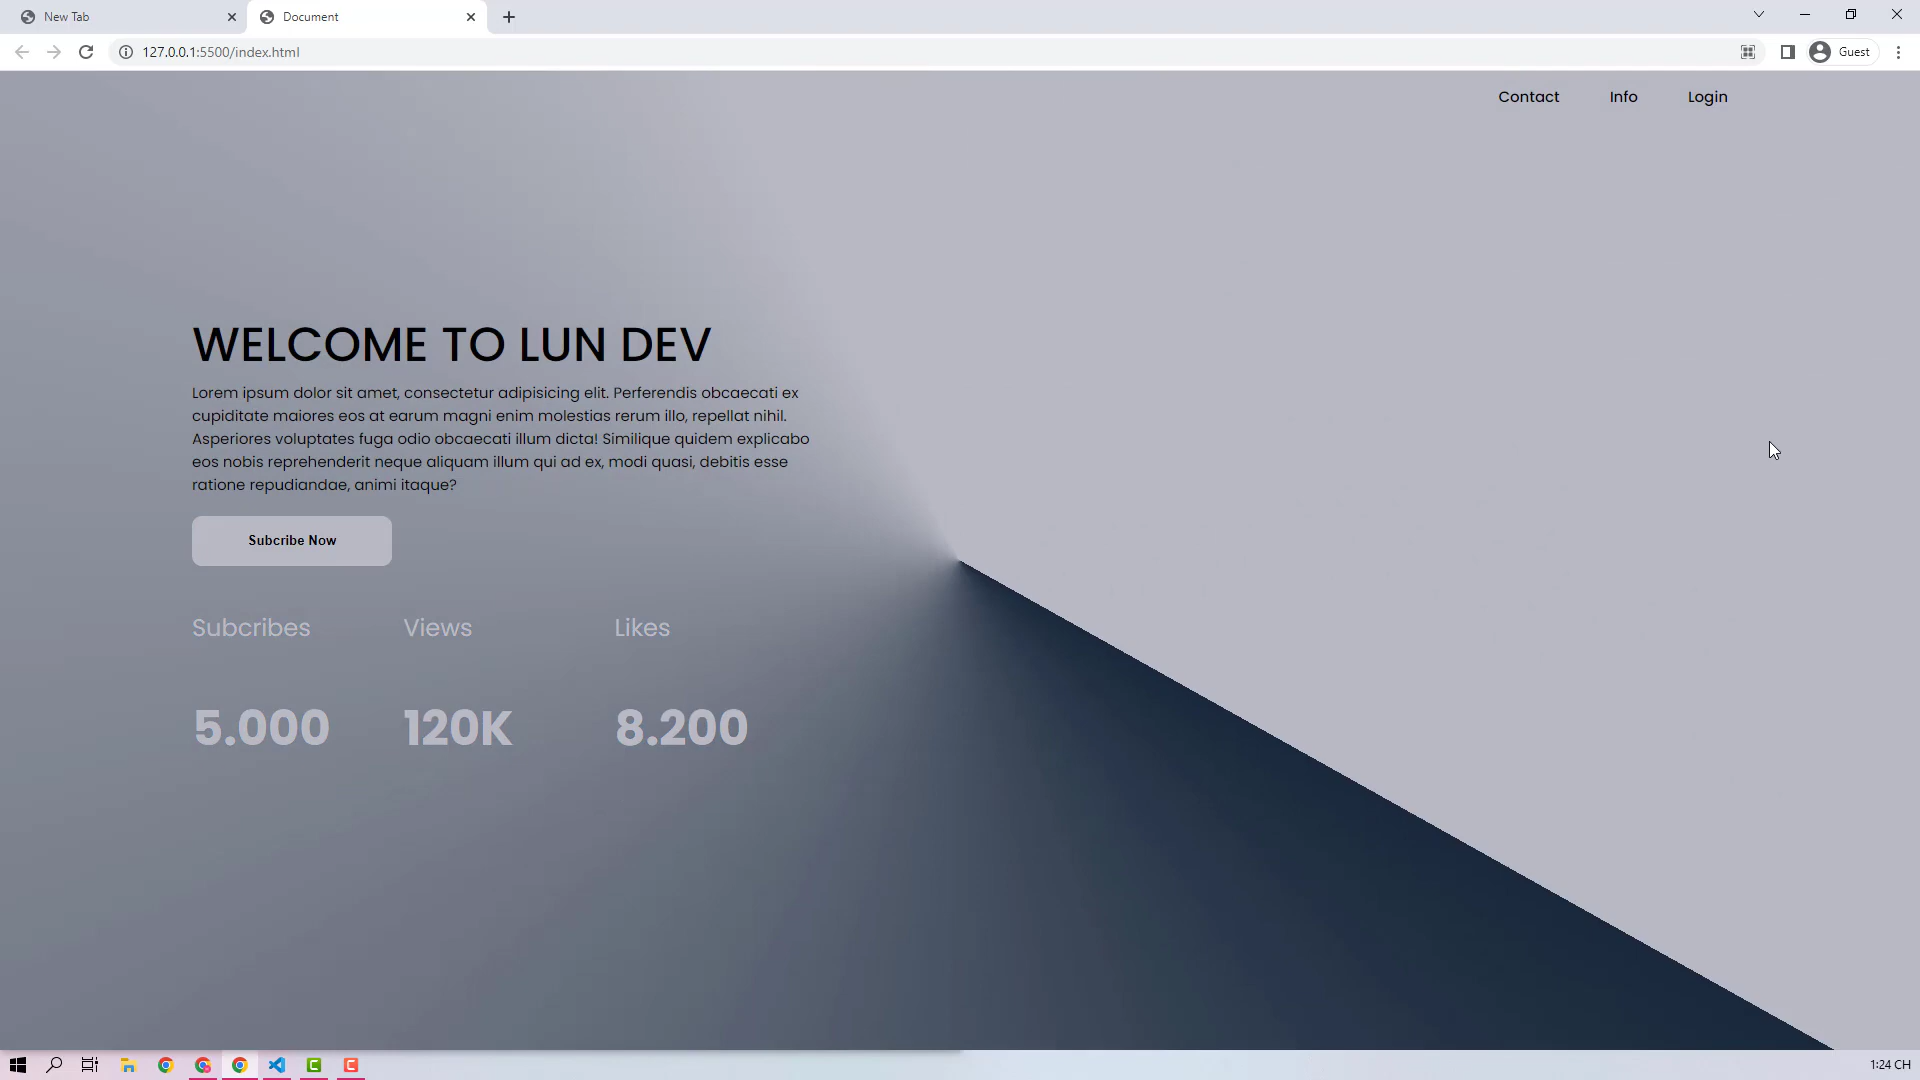 New Tab
Document
127.0.0.1:5500/index.html
Guest
Contact Info Login
WELCOME TO LUN DEV
Lorem ipsum dolor sit amet, consectetur adipisicing elit. Perferendis obcaecati ex
cupiditate maiores eos at earum magni enim molestias rerum illo, repellat nihil.
Asperiores voluptates fuga odio obcaecati illum dicta! Similique quidem explicabo
eos nobis reprehenderit neque aliquam illum qui ad ex, modi quasi, debitis esse
ratione repudiandae, animi itaque?
Subcribe Now
Subcribes Views Likes
5.000 120K 8.200
1:24 CH